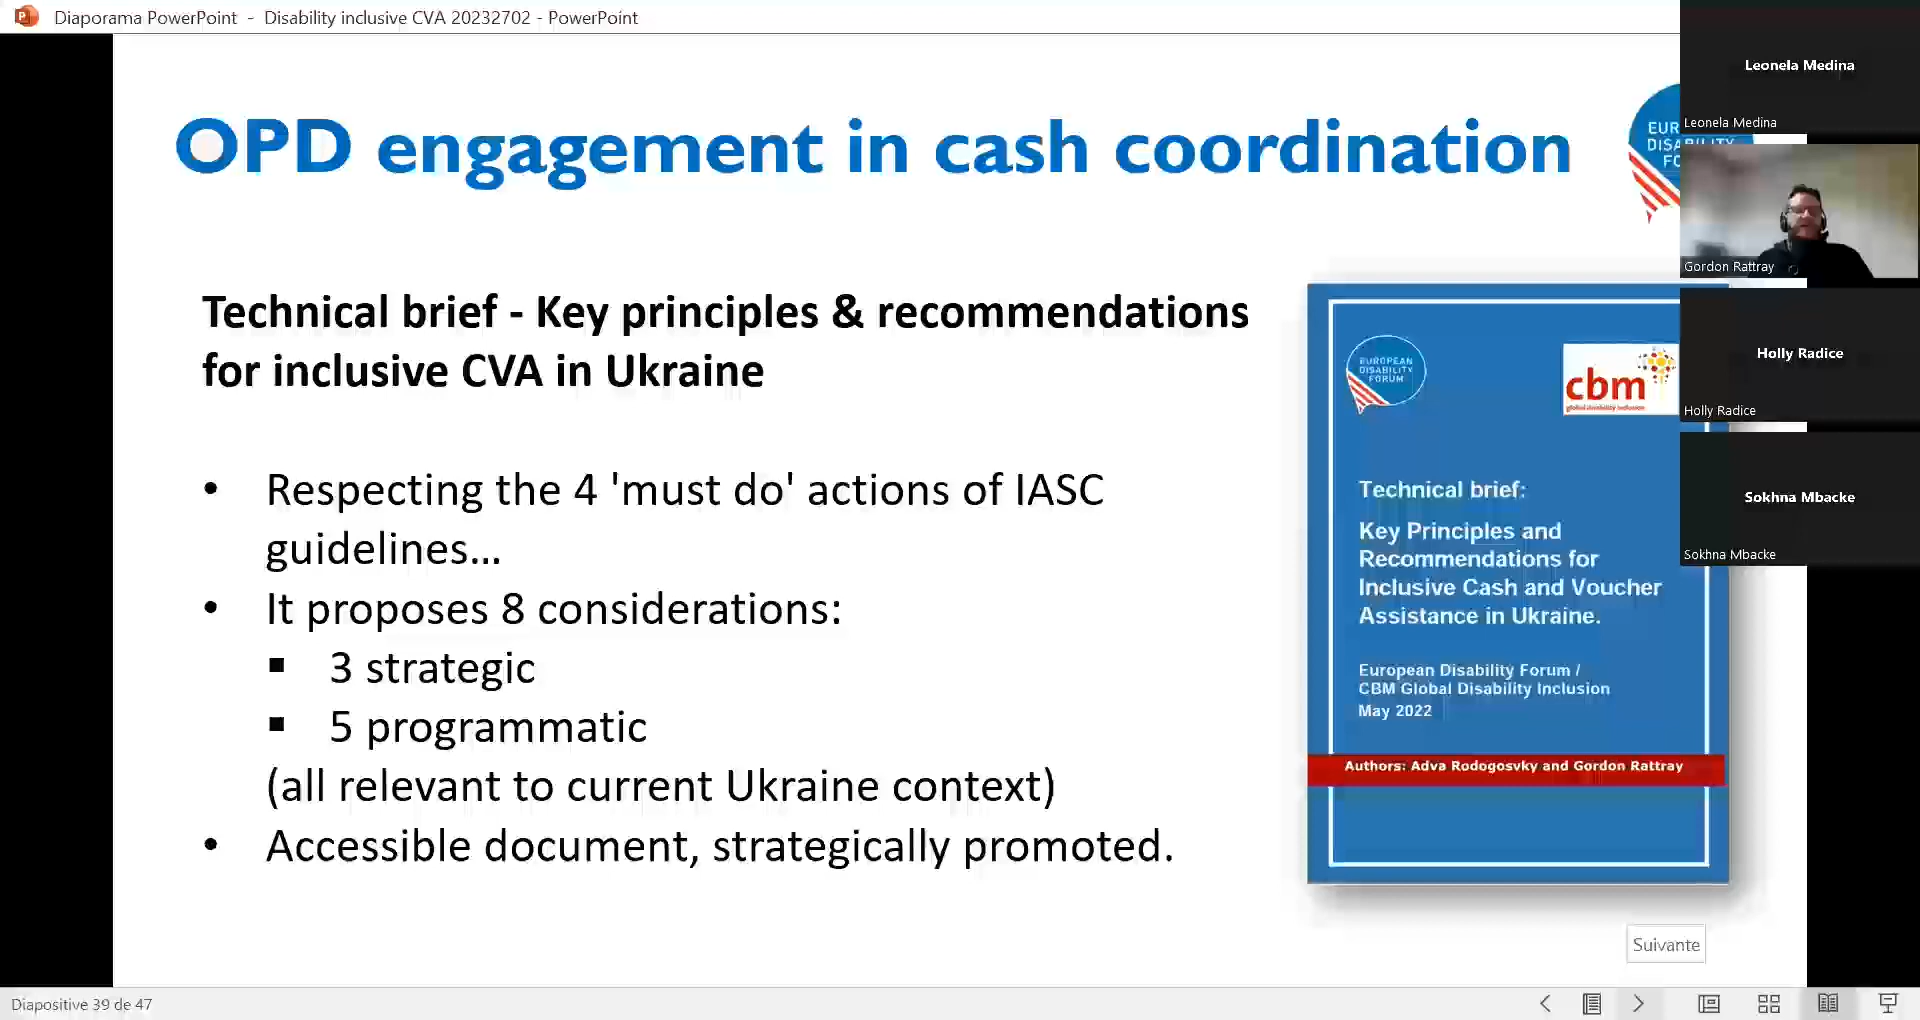 Diaporama PowerPoint - Disability inclusive CVA 20232702 - PowerPoint
OPD engagement in cash coordination
Technical brief - Key principles & recommendations
for inclusive CVA in Ukraine
• Respecting the 4 'must do' actions of IASC
guidelines...
• It proposes 8 considerations:
▪ 3 strategic
▪ 5 programmatic
(all relevant to current Ukraine context)
• Accessible document, strategically promoted.
EUROPEAN
DISABILITY
FORUM
cbm
global disability inclusion
Technical brief:
Key Principles and
Recommendations for
Inclusive Cash and Voucher
Assistance in Ukraine.
European Disability Forum /
CBM Global Disability Inclusion
May 2022
Authors: Adva Rodogosvky and Gordon Rattray
Leonela Medina
Leonela Medina
Gordon Rattray
Holly Radice
Holly Radice
Sokhna Mbacke
Sokhna Mbacke
Suivante
Diapositive 39 de 47